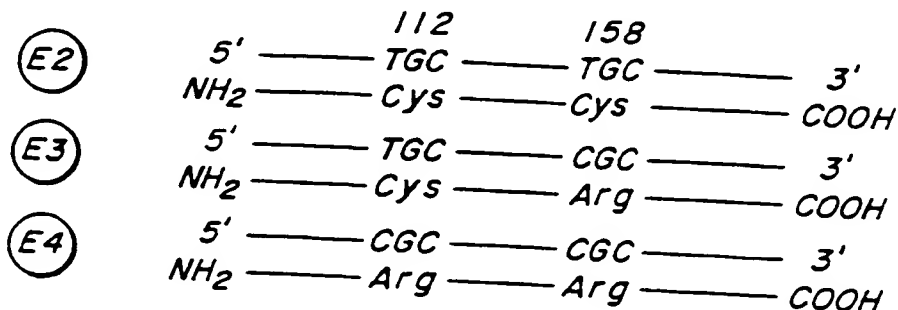 112 158
E2 5' TGC TGC 3'
NH2 Cys Cys COOH
E3 5' TGC CGC 3'
NH2 Cys Arg COOH
E4 5' CGC CGC 3'
NH2 Arg Arg COOH